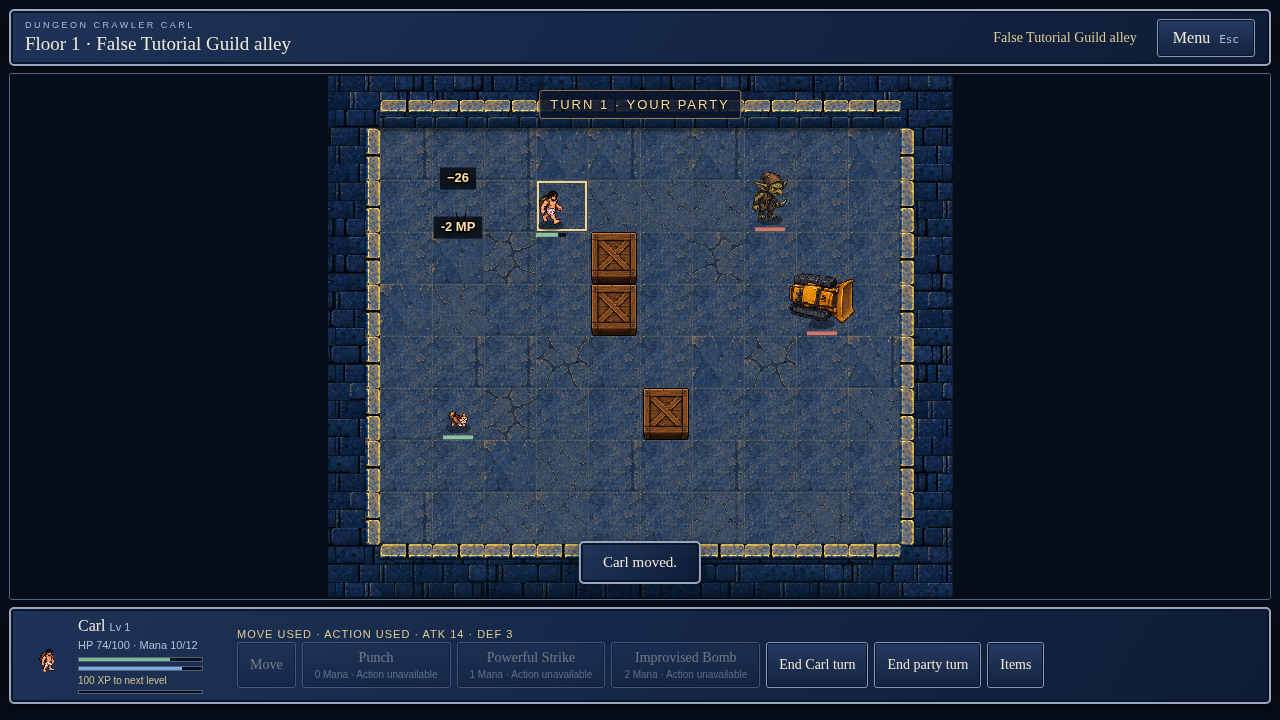 DUNGEON CRAWLER CARL
Floor 1 · False Tutorial Guild alley
False Tutorial Guild alley
Menu Esc
TURN 1 · YOUR PARTY
−26
-2 MP
Carl moved.
Carl Lv 1
HP 74/100 · Mana 10/12
100 XP to next level
MOVE USED · ACTION USED · ATK 14 · DEF 3
Move
Punch
0 Mana · Action unavailable
Powerful Strike
1 Mana · Action unavailable
Improvised Bomb
2 Mana · Action unavailable
End Carl turn
End party turn
Items